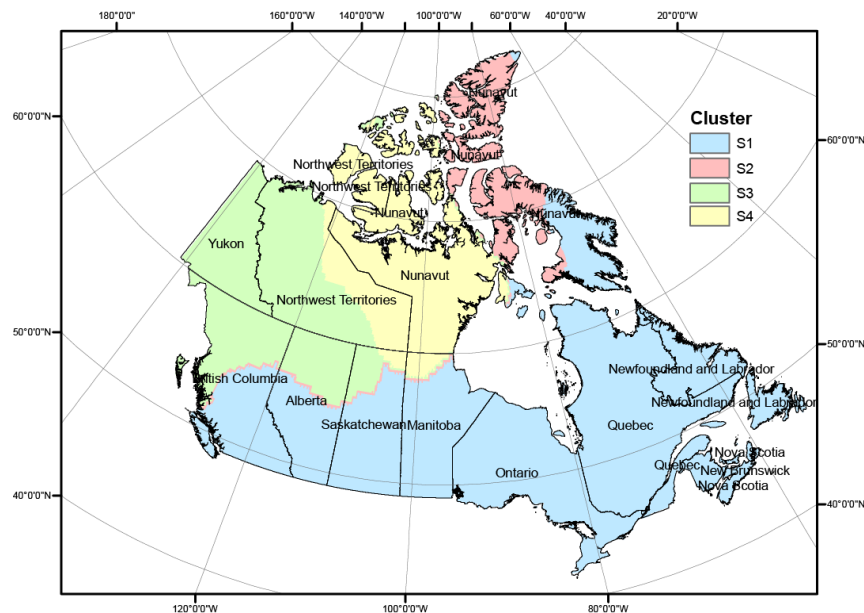 180°0'0"W
160°0'0"W
140°0'0"W
100°0'0"W
60°0'0"W
40°0'0"W
20°0'0"W
60°0'0"N
50°0'0"N
40°0'0"N
60°0'0"N
50°0'0"N
40°0'0"N
120°0'0"W
100°0'0"W
80°0'0"W
Cluster
S1
S2
S3
S4
Nunavut
Nunavut
Northwest Territories
Northwest Territories
Nunavut
Nunavut
Yukon
Nunavut
Northwest Territories
British Columbia
Alberta
Saskatchewan
Manitoba
Ontario
Quebec
Newfoundland and Labrador
Newfoundland and Labrador
Quebec
Nova Scotia
New Brunswick
Nova Scotia